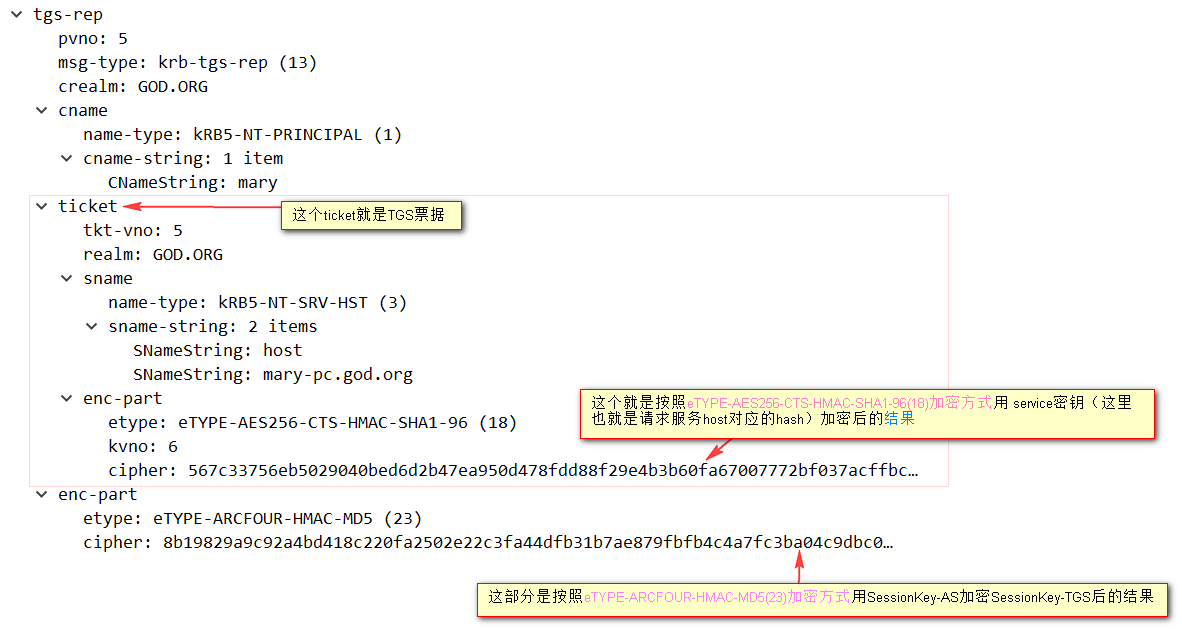 tgs-rep
pvno: 5
msg-type: krb-tgs-rep (13)
crealm: GOD.ORG
cname
name-type: kRB5-NT-PRINCIPAL (1)
cname-string: 1 item
CNameString: mary
ticket
这个ticket就是TGS票据
tkt-vno: 5
realm: GOD.ORG
sname
name-type: kRB5-NT-SRV-HST (3)
sname-string: 2 items
SNameString: host
SNameString: mary-pc.god.org
enc-part
这个就是按照eTYPE-AES256-CTS-HMAC-SHA1-96(18)加密方式用 service密钥（这里
也就是请求服务host对应的hash）加密后的结果
etype: eTYPE-AES256-CTS-HMAC-SHA1-96 (18)
kvno: 6
cipher: 567c33756eb5029040bed6d2b47ea950d478fdd88f29e4b3b60fa67007772bf037acffbc…
enc-part
etype: eTYPE-ARCFOUR-HMAC-MD5 (23)
cipher: 8b19829a9c92a4bd418c220fa2502e22c3fa44dfb31b7ae879fbfb4c4a7fc3ba04c9dbc0…
这部分是按照eTYPE-ARCFOUR-HMAC-MD5(23)加密方式用SessionKey-AS加密SessionKey-TGS后的结果